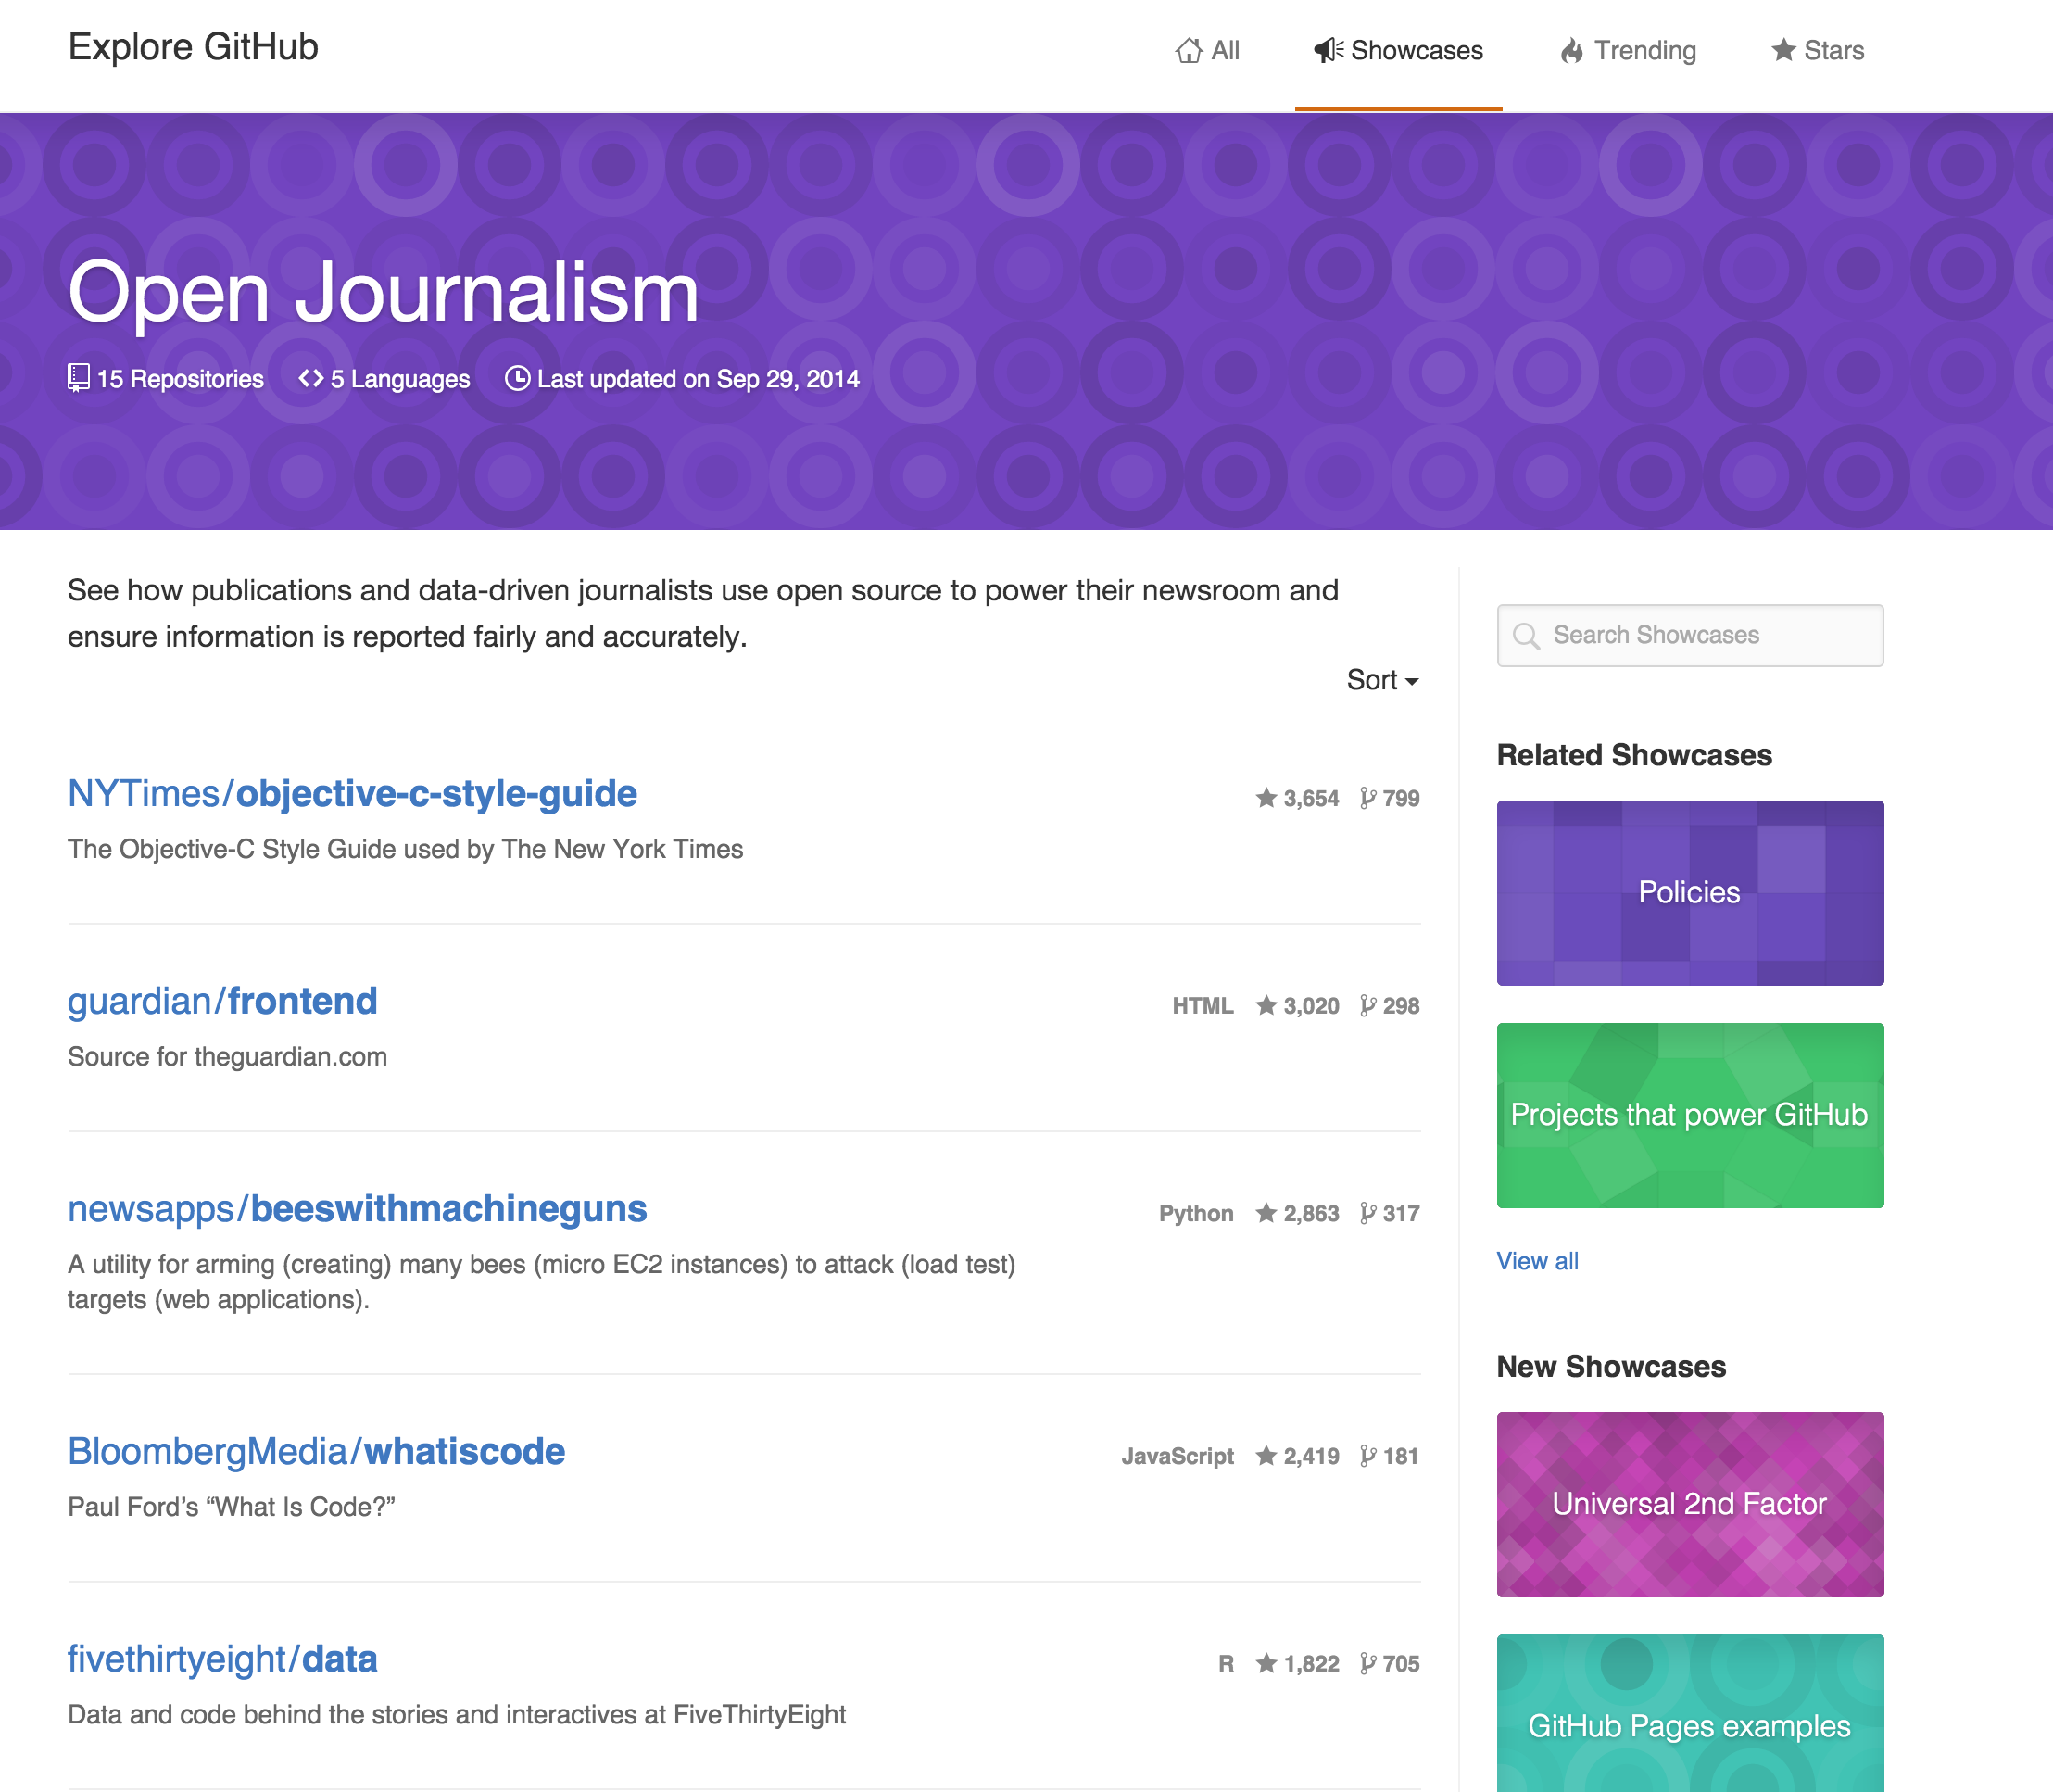 Explore GitHub
All
Showcases
Trending
Stars
Open Journalism
15 Repositories
5 Languages
Last updated on Sep 29, 2014
See how publications and data-driven journalists use open source to power their newsroom and
ensure information is reported fairly and accurately.
Sort
NYTimes/objective-c-style-guide
3,654
799
The Objective-C Style Guide used by The New York Times
guardian/frontend
HTML
3,020
298
Source for theguardian.com
newsapps/beeswithmachineguns
Python
2,863
317
A utility for arming (creating) many bees (micro EC2 instances) to attack (load test)
targets (web applications).
BloombergMedia/whatiscode
JavaScript
2,419
181
Paul Ford’s “What Is Code?”
fivethirtyeight/data
R
1,822
705
Data and code behind the stories and interactives at FiveThirtyEight
Search Showcases
Related Showcases
Policies
Projects that power GitHub
View all
New Showcases
Universal 2nd Factor
GitHub Pages examples